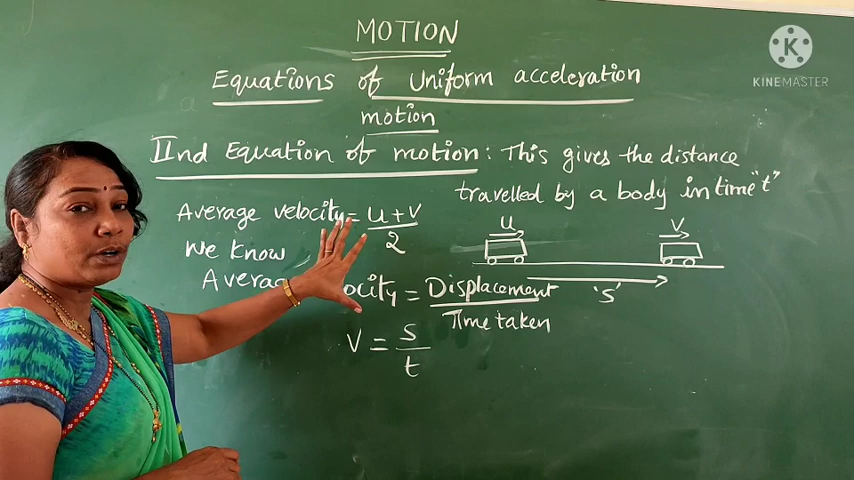 MOTION
Equations of Uniform acceleration
motion
IInd Equation of motion: This gives the distance
travelled by a body in time "t"
Average velocity = u+v
2
u
v
We know
Displacement
Time taken
's'
V = s
t
K
KINEMASTER